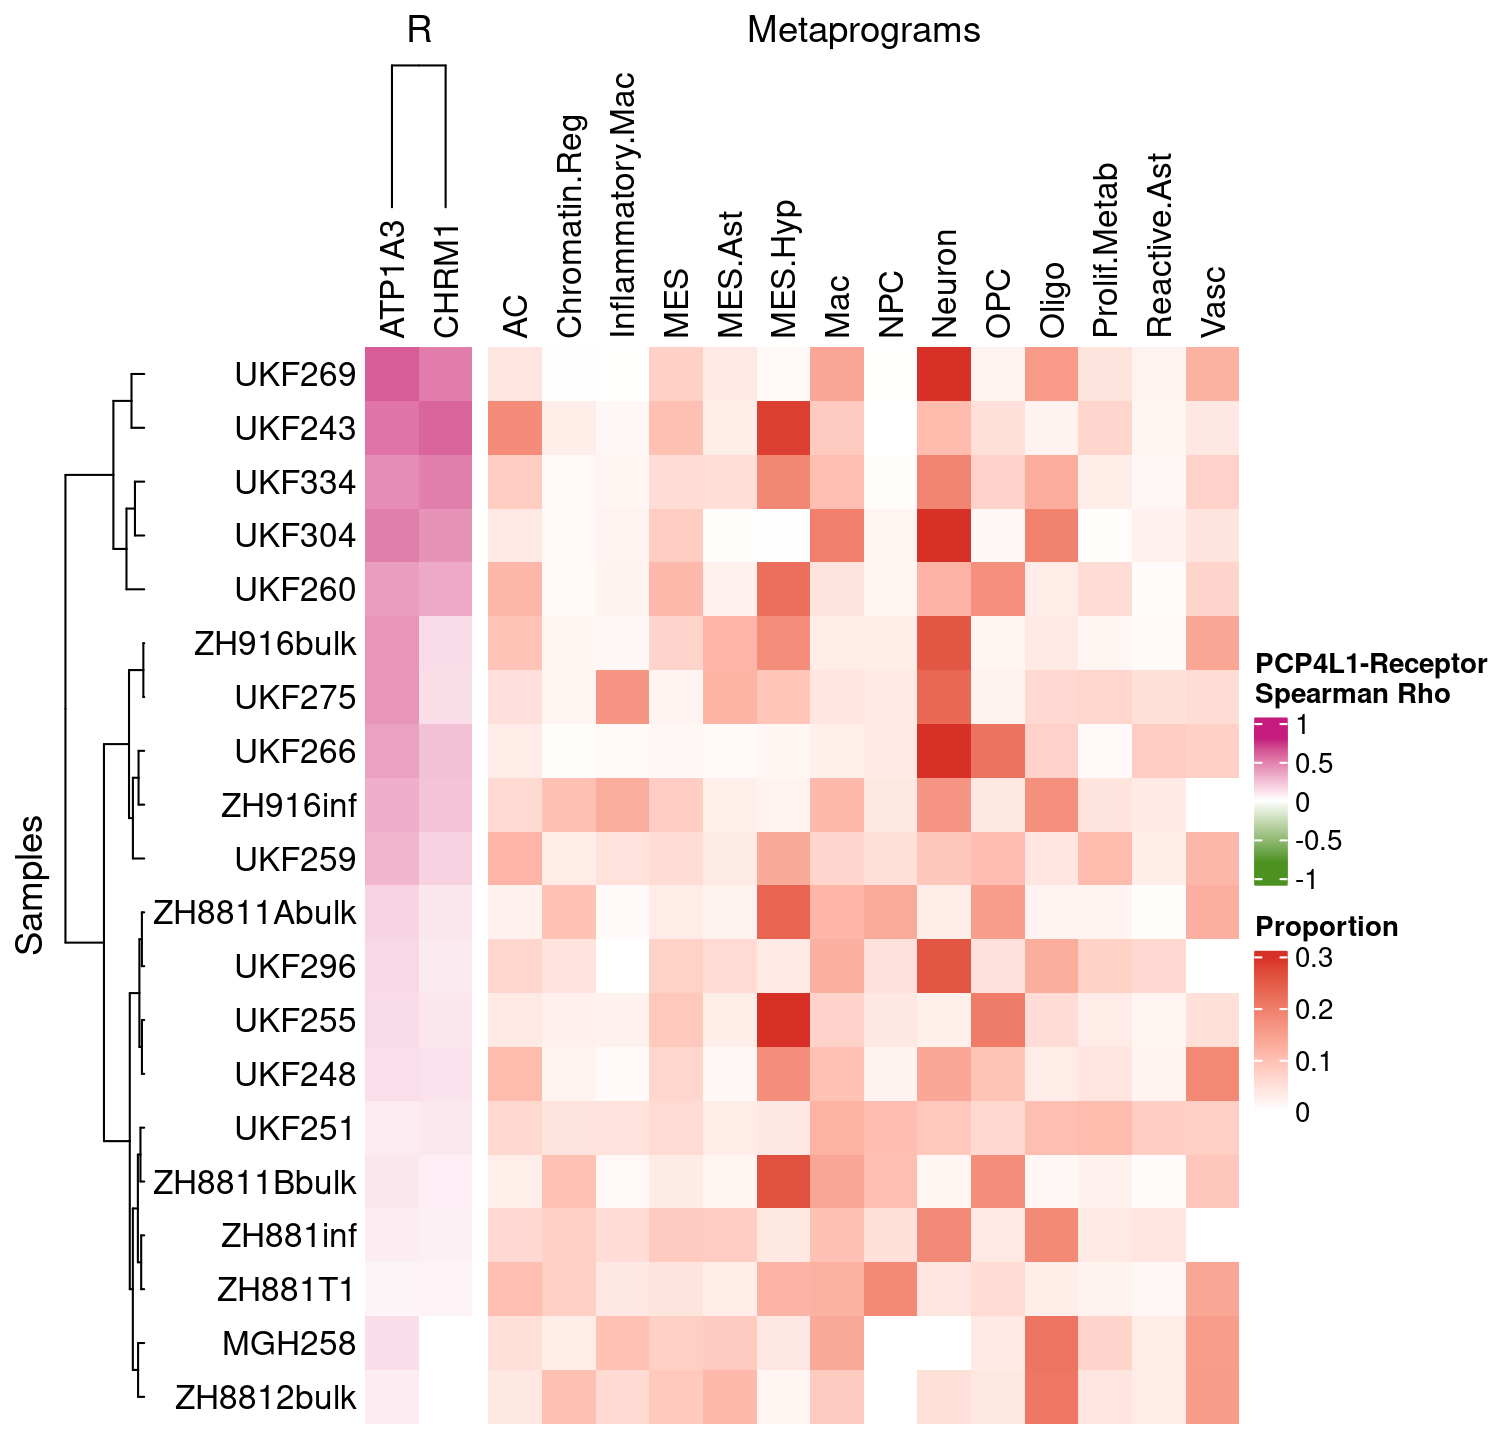 R
Metaprograms
ATP1A3
CHRM1
AC
Chromatin.Reg
Inflammatory.Mac
MES
MES.Ast
MES.Hyp
Mac
NPC
Neuron
OPC
Oligo
Prolif.Metab
Reactive.Ast
Vasc
Samples
UKF269
UKF243
UKF334
UKF304
UKF260
ZH916bulk
UKF275
UKF266
ZH916inf
UKF259
ZH8811Abulk
UKF296
UKF255
UKF248
UKF251
ZH8811Bbulk
ZH881inf
ZH881T1
MGH258
ZH8812bulk
PCP4L1-Receptor
Spearman Rho
1
0.5
0
-0.5
-1
Proportion
0.3
0.2
0.1
0